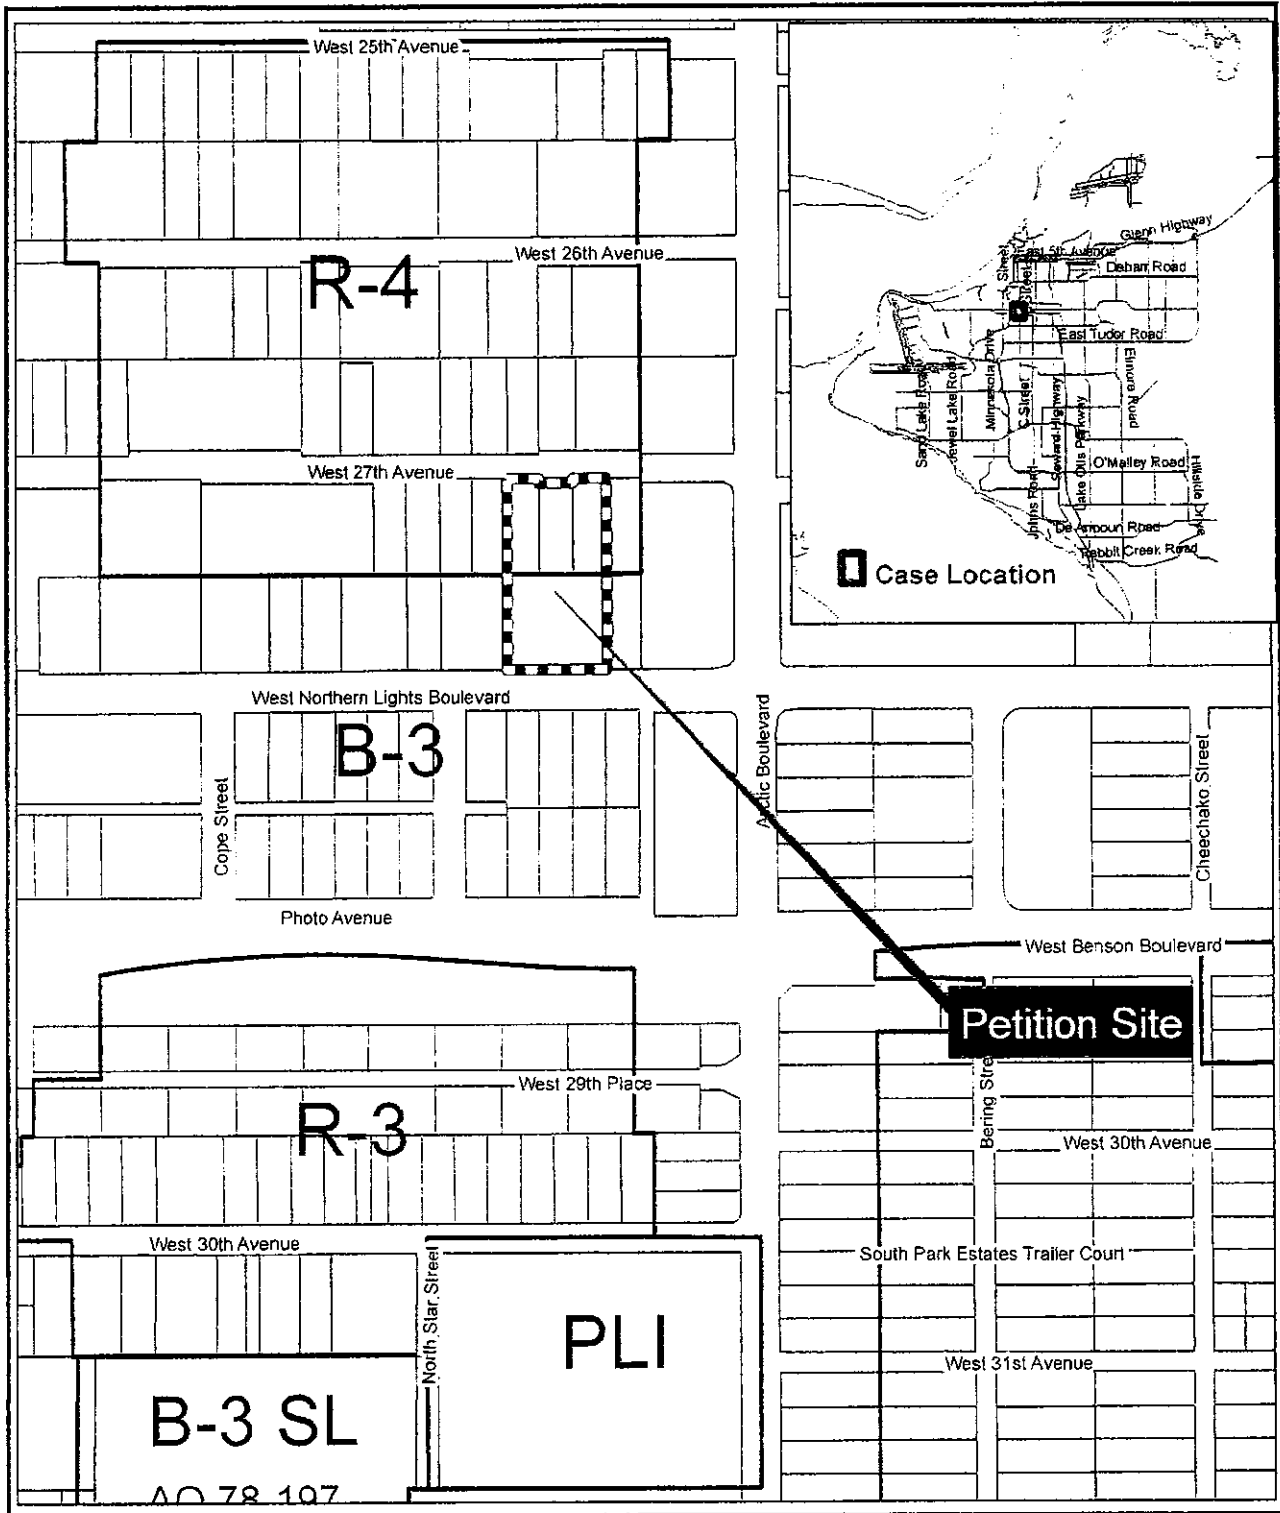 West 25th Avenue
West 26th Avenue
R-4
West 27th Avenue
Glenn Highway
East 5th Avenue
Street
Street
Debarr Road
East Tudor Road
Minnesota Drive
C Street
Elmore Road
Sand Lake Road
Jewel Lake Road
Seward Highway
Lake Otis Parkway
O'Malley Road
Hillside Drive
Johns Road
De Armoun Road
Rabbit Creek Road
Case Location
West Northern Lights Boulevard
B-3
Arctic Boulevard
Cope Street
Cheechako Street
Photo Avenue
West Benson Boulevard
Petition Site
West 29th Place
Bering Stree
R-3
West 30th Avenue
West 30th Avenue
North Star Street
South Park Estates Trailer Court
PLI
West 31st Avenue
B-3 SL
AO 78 197